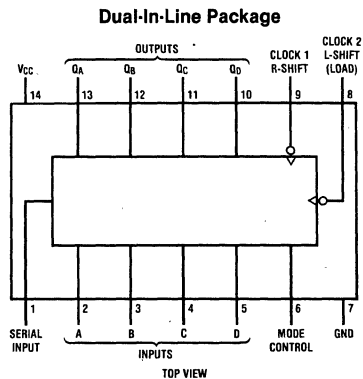 Dual-In-Line Package
OUTPUTS
CLOCK 1
R-SHIFT
CLOCK 2
L-SHIFT
(LOAD)
VCC QA QB QC QD
14 13 12 11 10 9 8
1 2 3 4 5 6 7
SERIAL
INPUT
A B C D
INPUTS
MODE
CONTROL
GND
TOP VIEW